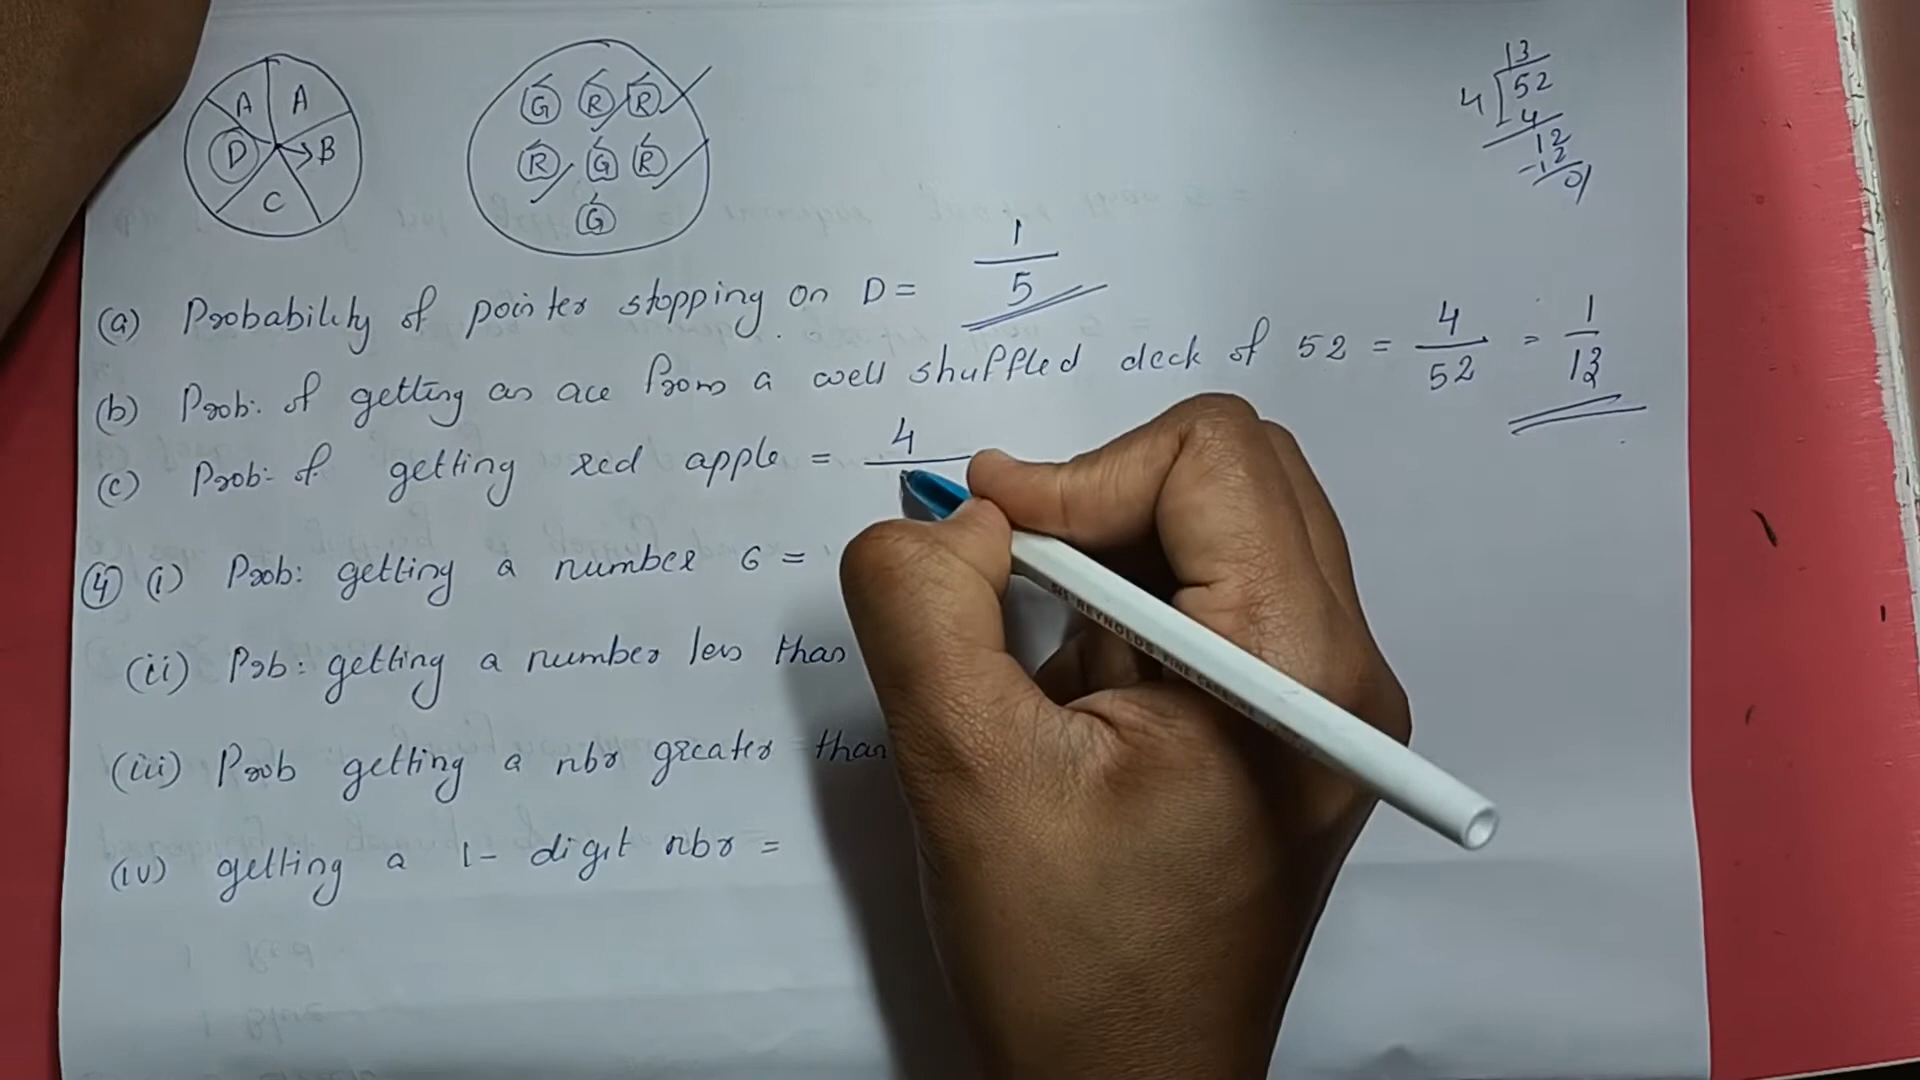 A A
D B
C
G R R
R G R
G
13
4 52
4
12
-12
0
(a) Probability of pointer stopping on D = 1/5
(b) Prob. of getting an ace from a well shuffled deck of 52 = 4/52 = 1/13
(c) Prob: of getting red apple = 4
4 (i) Prob: getting a number 6 =
(ii) Prb: getting a number less than
(iii) Prob getting a nbr greater than
(iv) getting a 1- digit nbr =